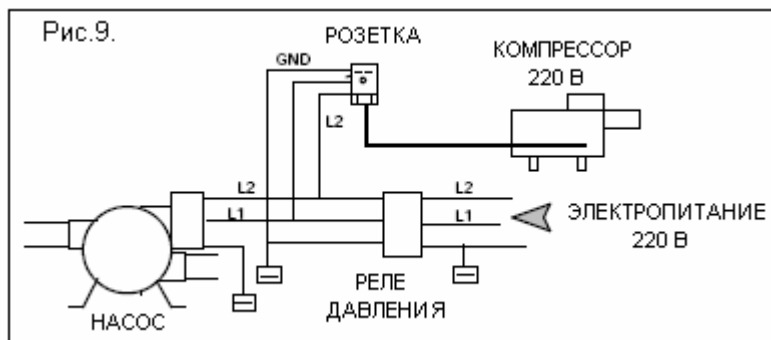 Рис.9.
РОЗЕТКА
КОМПРЕССОР
220 В
GND
L2
L2
L1
L2
L1
ЭЛЕКТРОПИТАНИЕ
220 В
НАСОС
РЕЛЕ
ДАВЛЕНИЯ